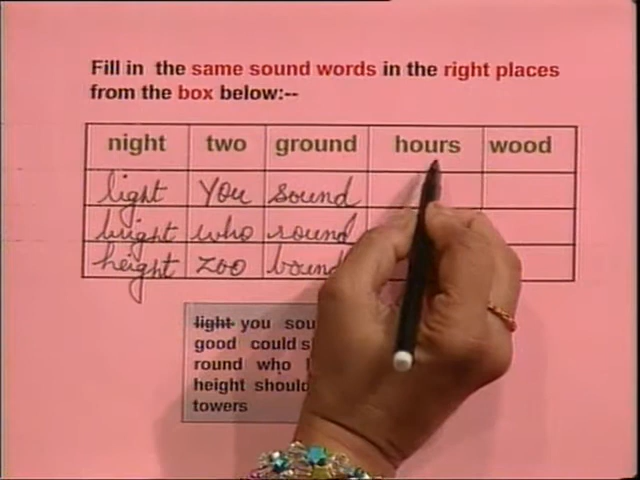 Fill in the same sound words in the right places
from the box below:--
night two ground hours wood
light you sound
bright who round
height zoo bound
light you sou
good could s
round who
height should
towers